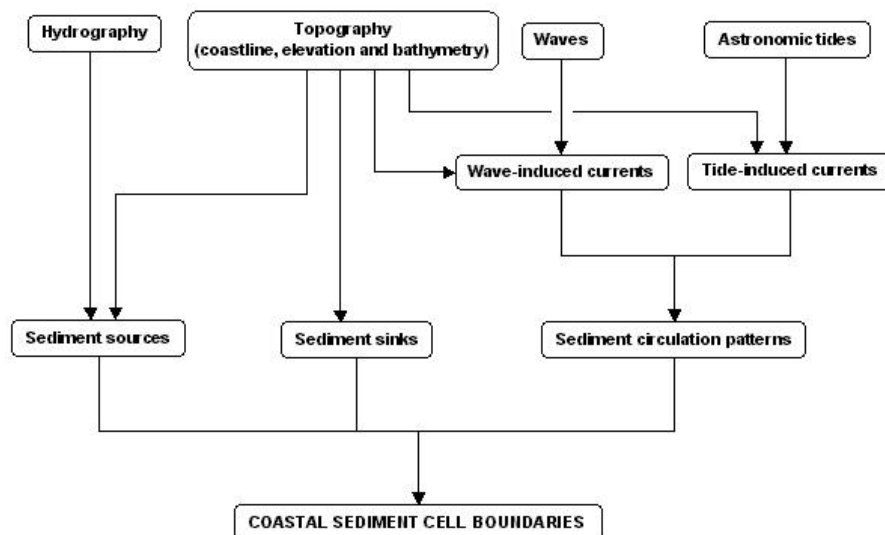 Hydrography
Topography
(coastline, elevation and bathymetry)
Waves
Astronomic tides
Wave-induced currents
Tide-induced currents
Sediment sources
Sediment sinks
Sediment circulation patterns
COASTAL SEDIMENT CELL BOUNDARIES